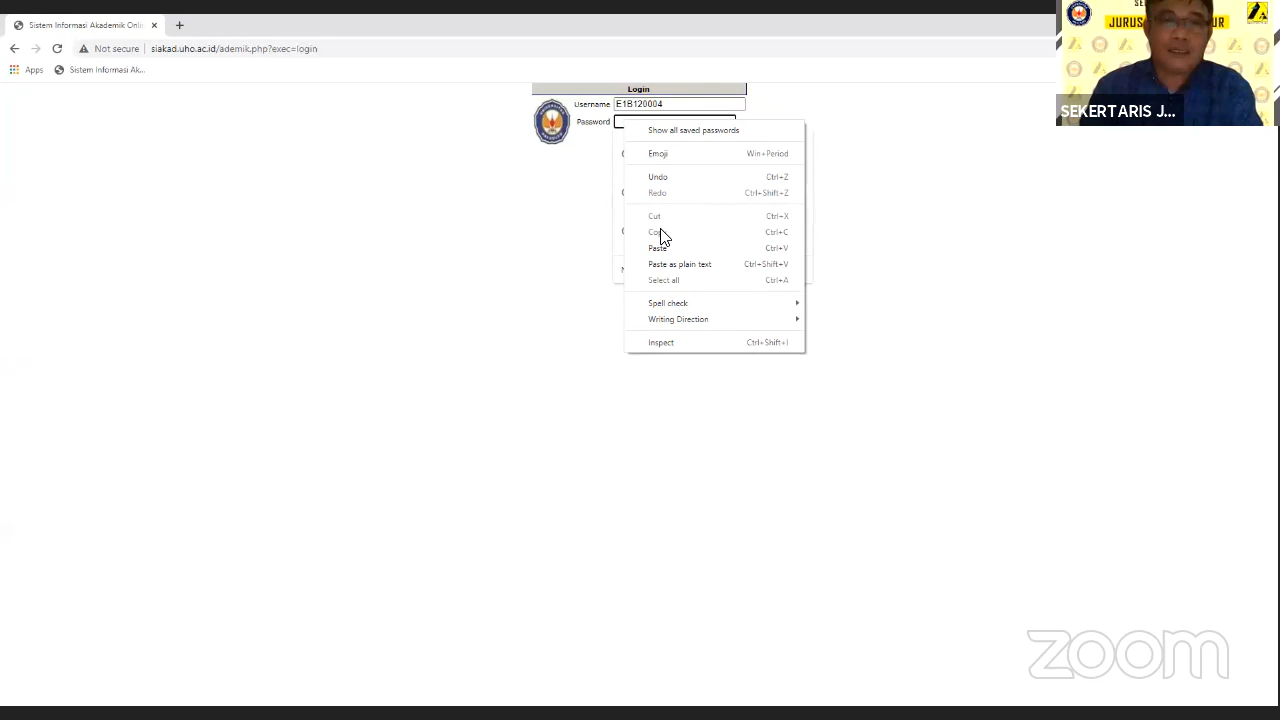 Sistem Informasi Akademik Onli
Not secure
siakad.uho.ac.id/ademik.php?exec=login
Apps
Sistem Informasi Ak...
Login
Username
E1B120004
Password
Show all saved passwords
Emoji Win+Period
Undo Ctrl+Z
Redo Ctrl+Shift+Z
Cut Ctrl+X
Ctrl+C
Paste Ctrl+V
Paste as plain text Ctrl+Shift+V
Select all Ctrl+A
Spell check
Writing Direction
Inspect Ctrl+Shift+I
SEKERTARIS J...
zoom